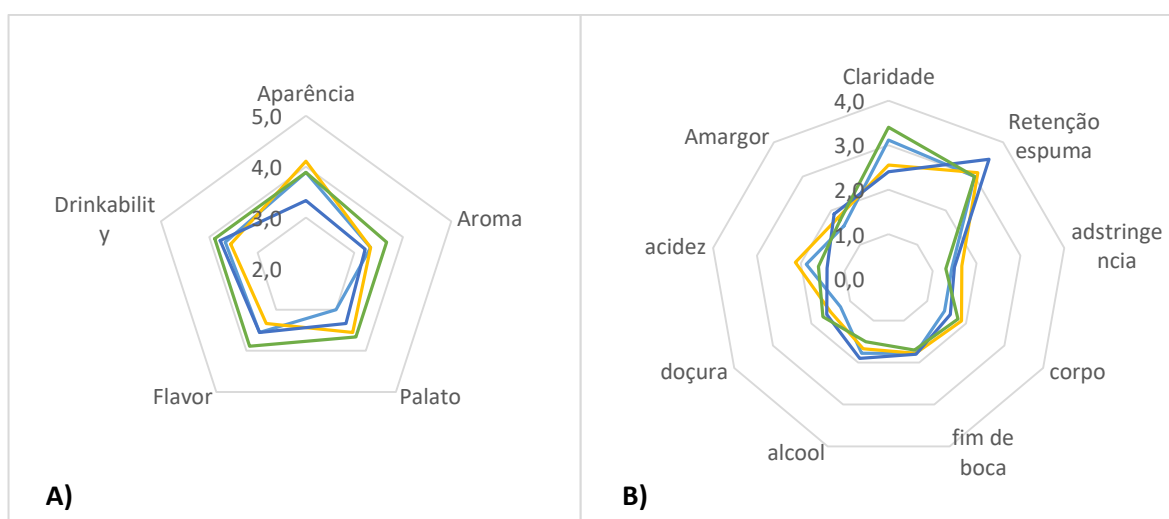 Aparência
5,0
4,0
3,0
2,0
Aroma
Palato
Flavor
Drinkabilit
y
A)
Claridade
4,0
3,0
2,0
1,0
0,0
Retenção
espuma
adstringe
ncia
corpo
fim de
boca
alcool
doçura
acidez
Amargor
B)